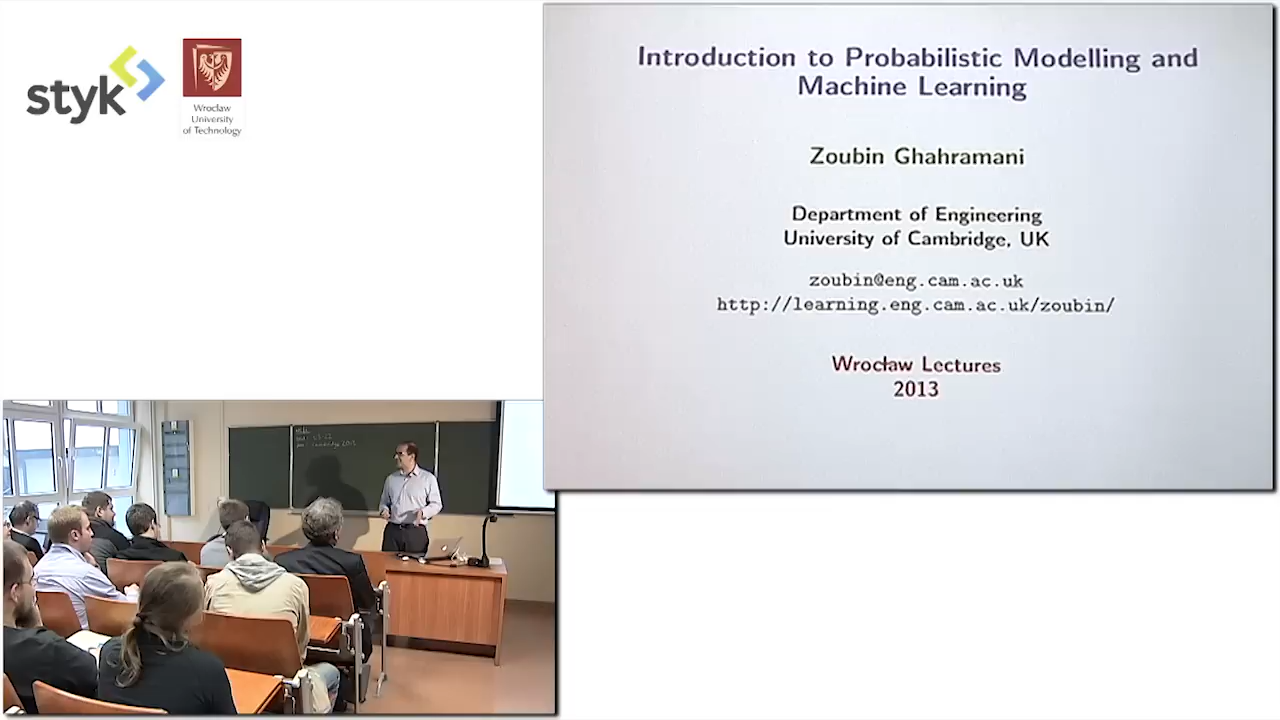 styk
Wrocław
University
of Technology
Introduction to Probabilistic Modelling and
Machine Learning
Zoubin Ghahramani
Department of Engineering
University of Cambridge, UK
zoubin@eng.cam.ac.uk
http://learning.eng.cam.ac.uk/zoubin/
Wrocław Lectures
2013